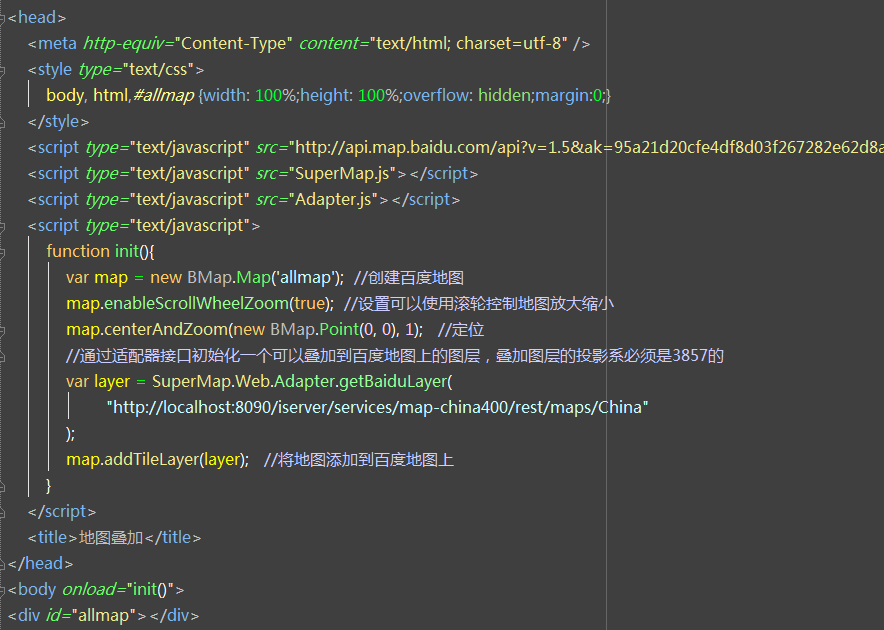 <head>
<meta http-equiv="Content-Type" content="text/html; charset=utf-8" />
<style type="text/css">
body, html,#allmap {width: 100%;height: 100%;overflow: hidden;margin:0;}
</style>
<script type="text/javascript" src="http://api.map.baidu.com/api?v=1.5&ak=95a21d20cfe4df8d03f267282e62d8a
<script type="text/javascript" src="SuperMap.js"></script>
<script type="text/javascript" src="Adapter.js"></script>
<script type="text/javascript">
function init(){
var map = new BMap.Map('allmap');  //创建百度地图
map.enableScrollWheelZoom(true);  //设置可以使用滚轮控制地图放大缩小
map.centerAndZoom(new BMap.Point(0, 0), 1);  //定位
//通过适配器接口初始化一个可以叠加到百度地图上的图层，叠加图层的投影系必须是3857的
var layer = SuperMap.Web.Adapter.getBaiduLayer(
"http://localhost:8090/iserver/services/map-china400/rest/maps/China"
);
map.addTileLayer(layer);  //将地图添加到百度地图上
}
</script>
<title>地图叠加</title>
</head>
<body onload="init()">
<div id="allmap"></div>